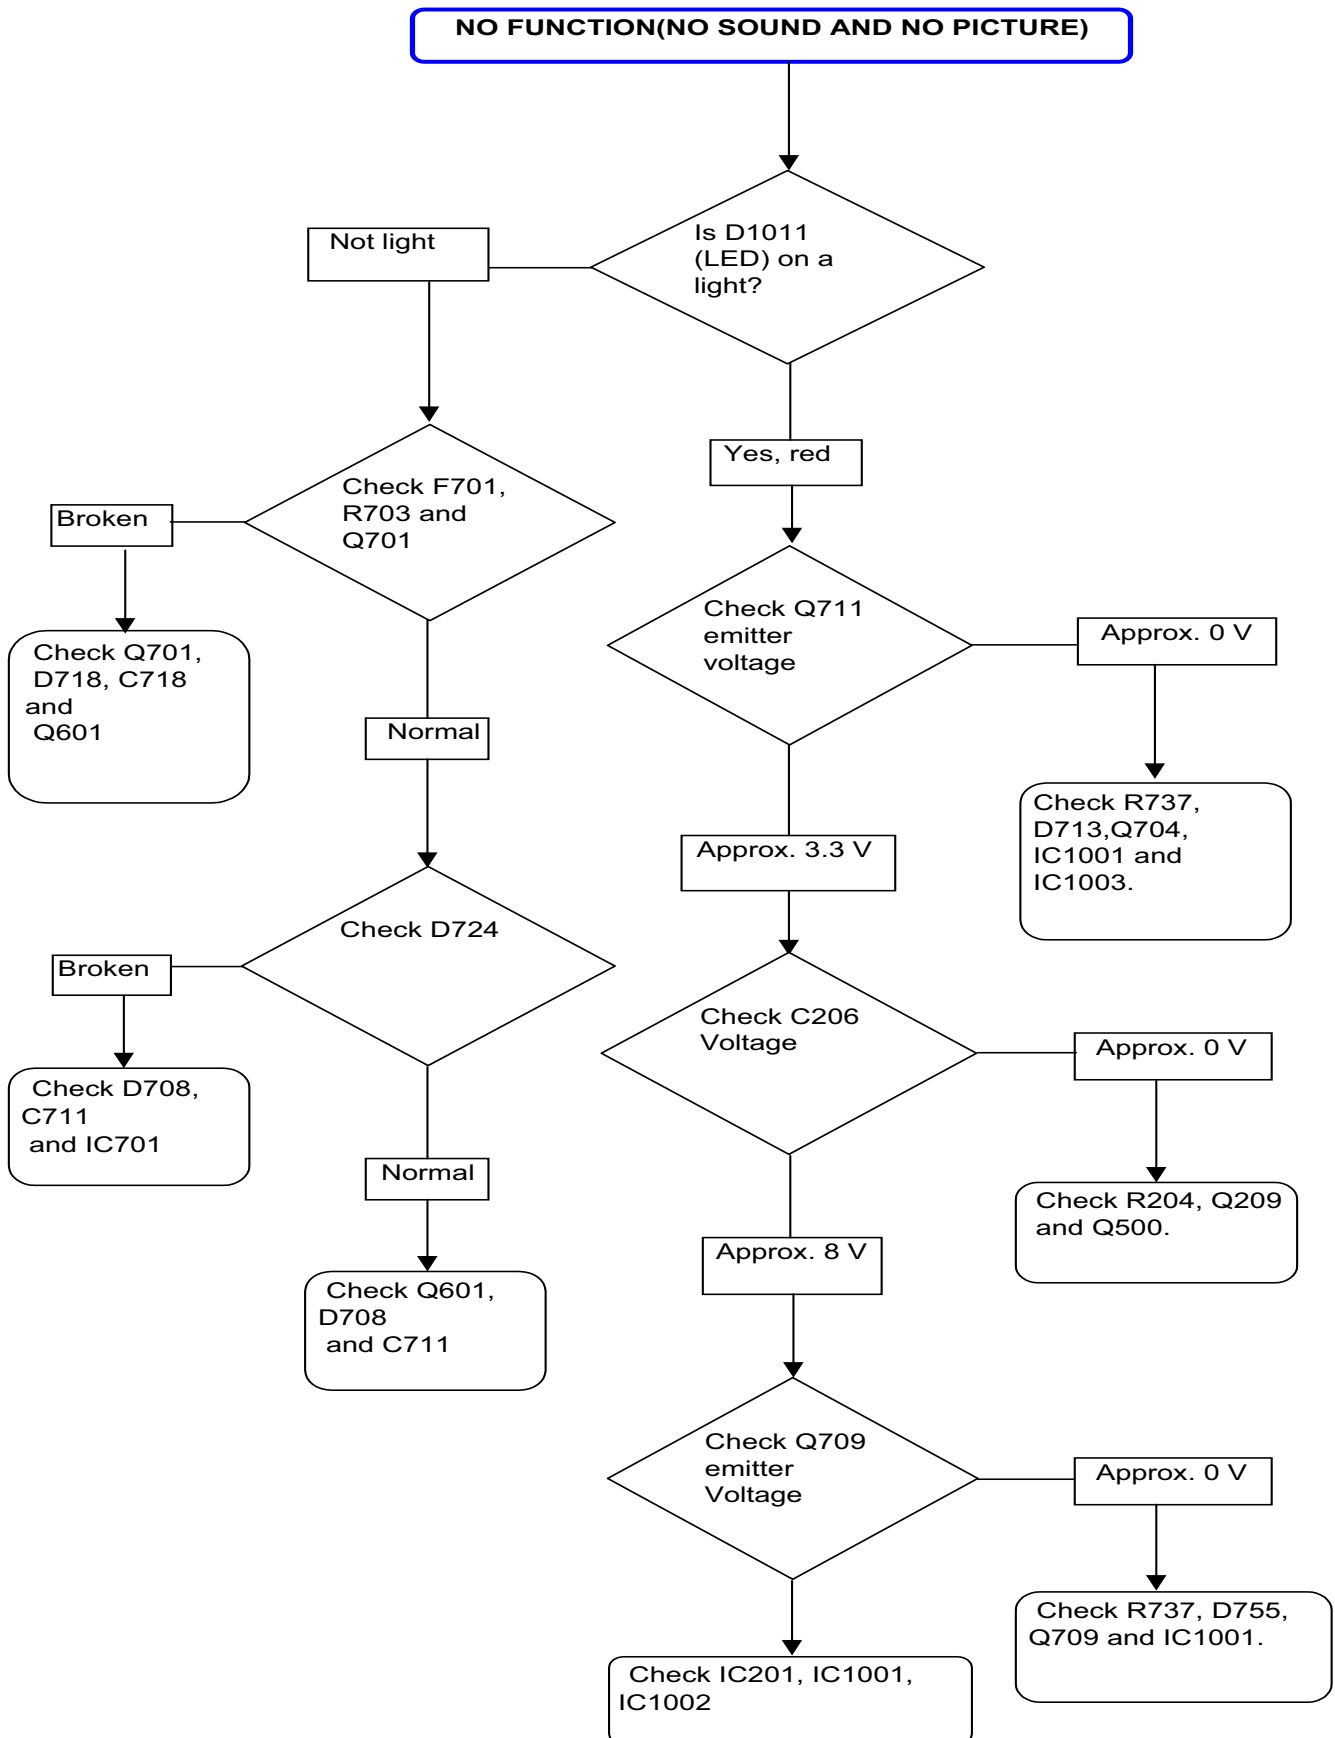 NO FUNCTION(NO SOUND AND NO PICTURE)
Is D1011
(LED) on a
light?
Not light
Yes, red
Check F701,
R703 and
Q701
Broken
Check Q701,
D718, C718
and
Q601
Normal
Check Q711
emitter
voltage
Approx. 0 V
Check R737,
D713,Q704,
IC1001 and
IC1003.
Approx. 3.3 V
Check D724
Broken
Check D708,
C711
and IC701
Normal
Check Q601,
D708
and C711
Check C206
Voltage
Approx. 0 V
Check R204, Q209
and Q500.
Approx. 8 V
Check Q709
emitter
Voltage
Approx. 0 V
Check R737, D755,
Q709 and IC1001.
Check IC201, IC1001,
IC1002